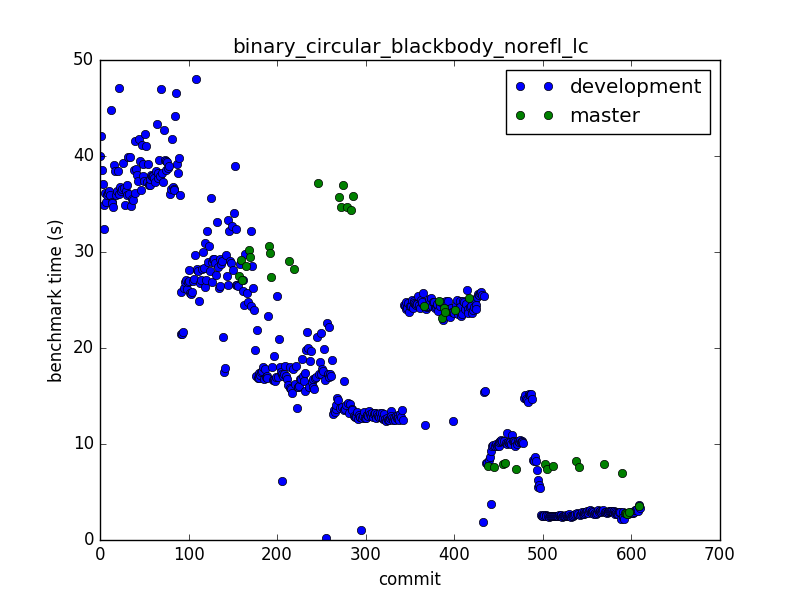 binary_circular_blackbody_norefl_lc
50
40
30
20
10
0
benchmark time (s)
development
master
0 100 200 300 400 500 600 700
commit